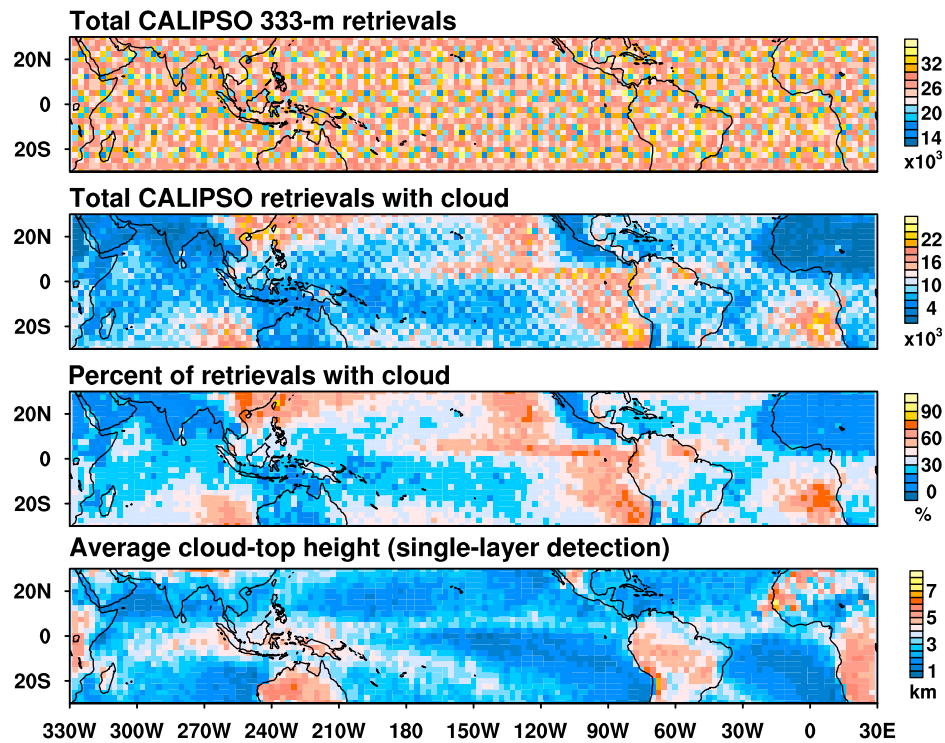 Total CALIPSO 333-m retrievals
20N
0
20S
32
26
20
14
x10³
Total CALIPSO retrievals with cloud
20N
0
20S
22
16
10
4
x10³
Percent of retrievals with cloud
20N
0
20S
90
60
30
0
%
Average cloud-top height (single-layer detection)
20N
0
20S
7
5
3
1
km
330W 300W 270W 240W 210W 180 150W 120W 90W 60W 30W 0 30E